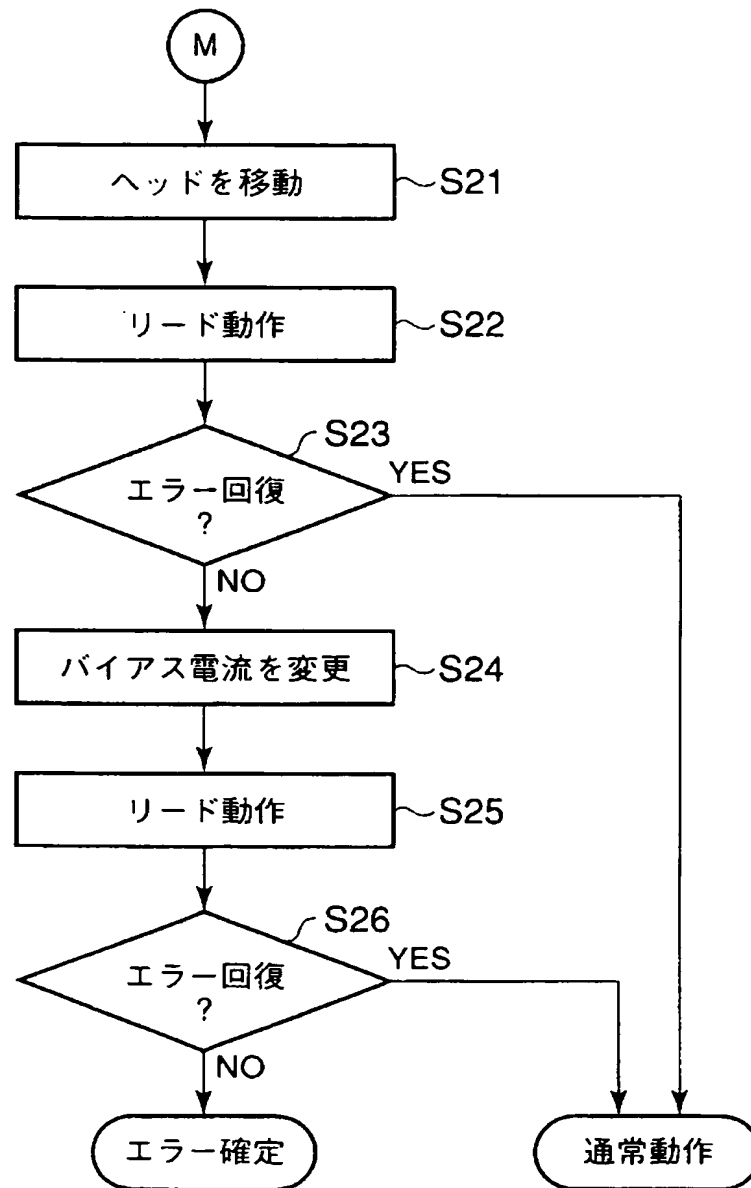 M
ヘッドを移動
S21
リード動作
S22
S23
エラー回復
?
YES
NO
バイアス電流を変更
S24
リード動作
S25
S26
エラー回復
?
YES
NO
エラー確定
通常動作